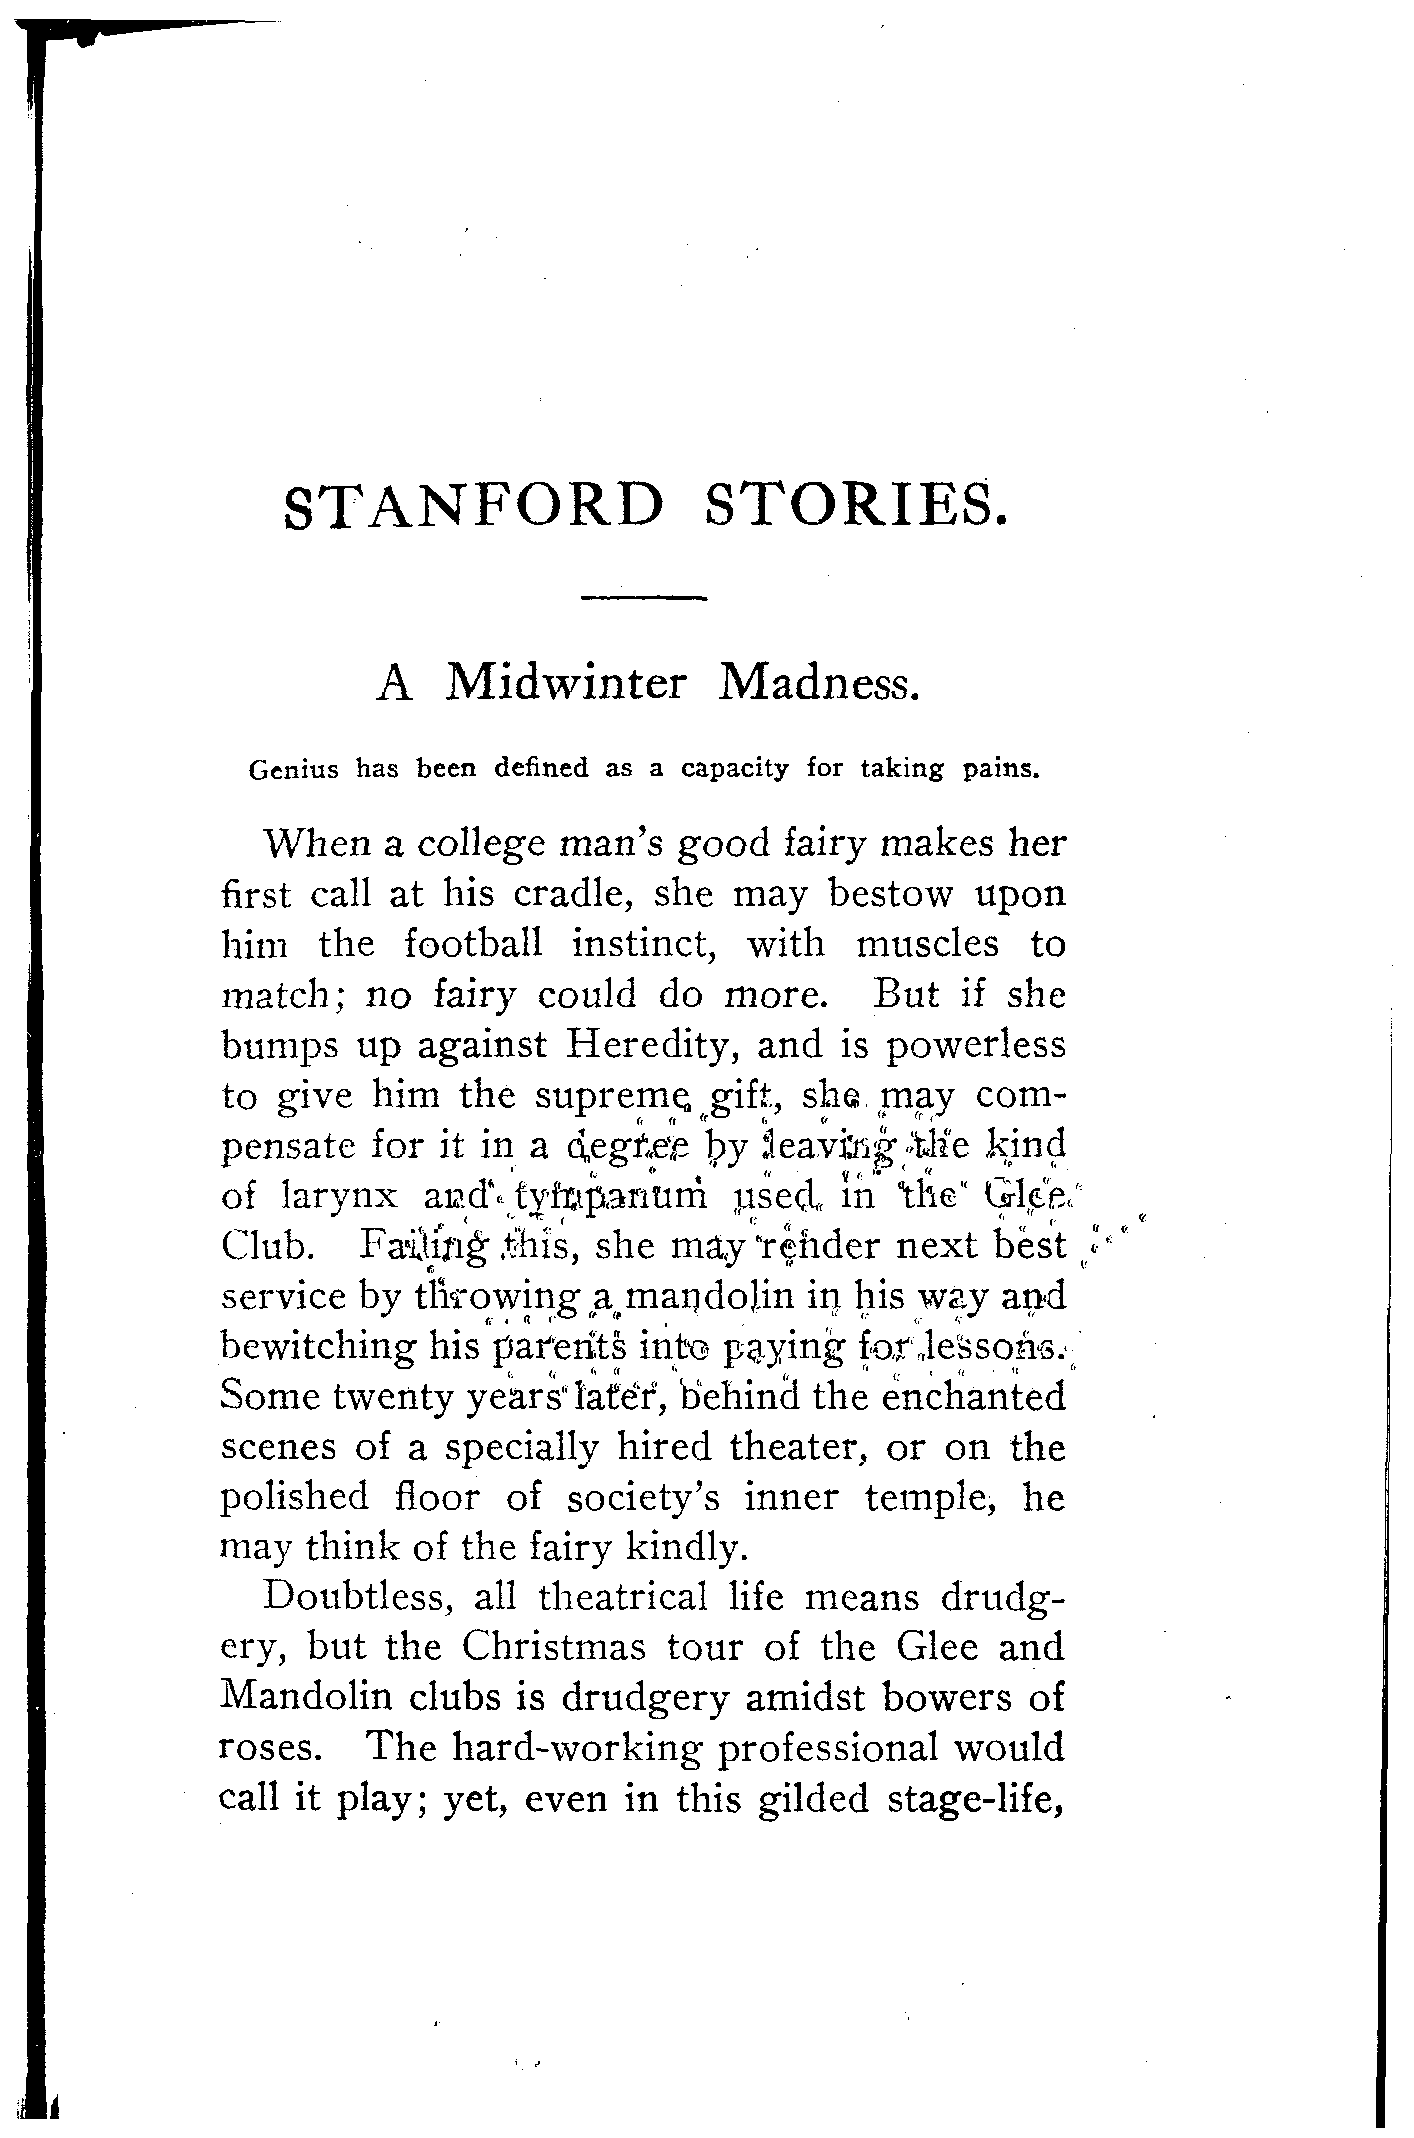 STANFORD STORIES.
A Midwinter Madness.
Genius has been defined as a capacity for taking pains.
When a college man's good fairy makes her
first call at his cradle, she may bestow upon
him the football instinct, with muscles to
match; no fairy could do more. But if she
bumps up against Heredity, and is powerless
to give him the supreme gift, she may com-
pensate for it in a degree by leaving the kind
of larynx and tympanum used in the Glee
Club. Failing this, she may render next best
service by throwing a mandolin in his way and
bewitching his parents into paying for lessons.
Some twenty years later, behind the enchanted
scenes of a specially hired theater, or on the
polished floor of society's inner temple, he
may think of the fairy kindly.
Doubtless, all theatrical life means drudg-
ery, but the Christmas tour of the Glee and
Mandolin clubs is drudgery amidst bowers of
roses. The hard-working professional would
call it play; yet, even in this gilded stage-life,